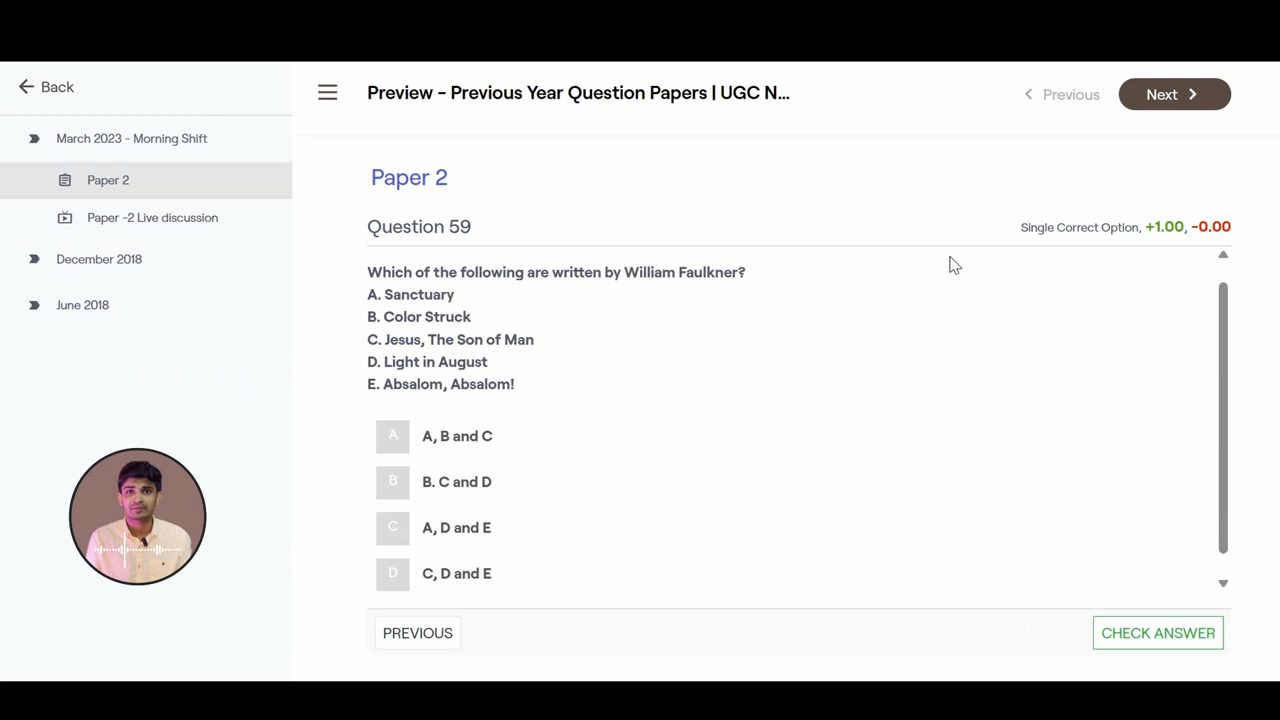 Back
March 2023 - Morning Shift
Paper 2
Paper -2 Live discussion
December 2018
June 2018
Preview - Previous Year Question Papers | UGC N...
Previous
Next
Paper 2
Question 59
Single Correct Option, +1.00, -0.00
Which of the following are written by William Faulkner?
A. Sanctuary
B. Color Struck
C. Jesus, The Son of Man
D. Light in August
E. Absalom, Absalom!
A A, B and C
B B. C and D
C A, D and E
D C, D and E
PREVIOUS
CHECK ANSWER